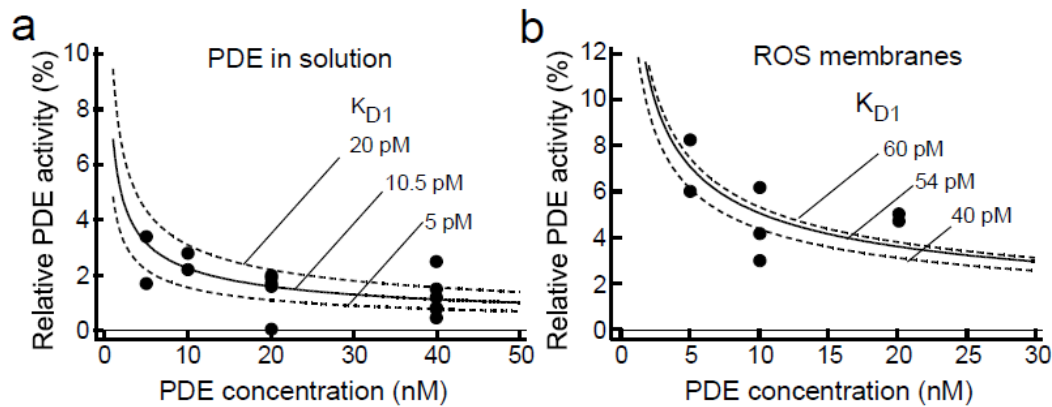 a
PDE in solution
Relative PDE activity (%)
10
8
6
4
2
0
K_D1
20 pM
10.5 pM
5 pM
0 10 20 30 40 50
PDE concentration (nM)
b
ROS membranes
Relative PDE activity (%)
12
10
8
6
4
2
0
K_D1
60 pM
54 pM
40 pM
0 5 10 15 20 25 30
PDE concentration (nM)